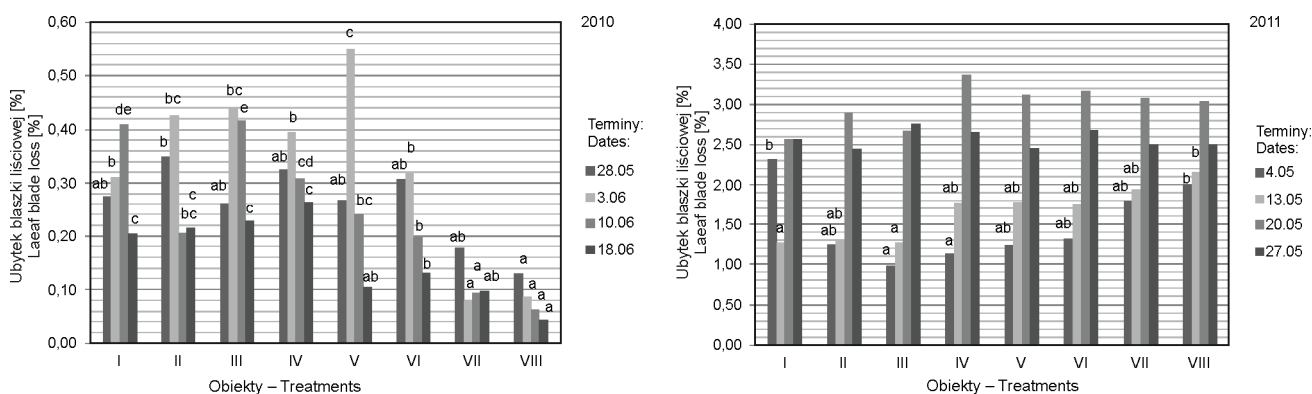 2010
Ubytek blaszki liściowej [%]
Laeaf blade loss [%]
0,60
0,50
0,40
0,30
0,20
0,10
0,00
ab b de c
b bc bc c
ab bc e c
ab b cd c
ab c bc ab
ab b b b
ab a a ab
a a a a
I II III IV V VI VII VIII
Obiekty – Treatments
Terminy:
Dates:
28.05
3.06
10.06
18.06
2011
Ubytek blaszki liściowej [%]
Laeaf blade loss [%]
4,00
3,50
3,00
2,50
2,00
1,50
1,00
0,50
0,00
b a
ab ab
a a
a ab
ab ab
ab ab
ab ab
b b
I II III IV V VI VII VIII
Obiekty – Treatments
Terminy:
Dates:
4.05
13.05
20.05
27.05